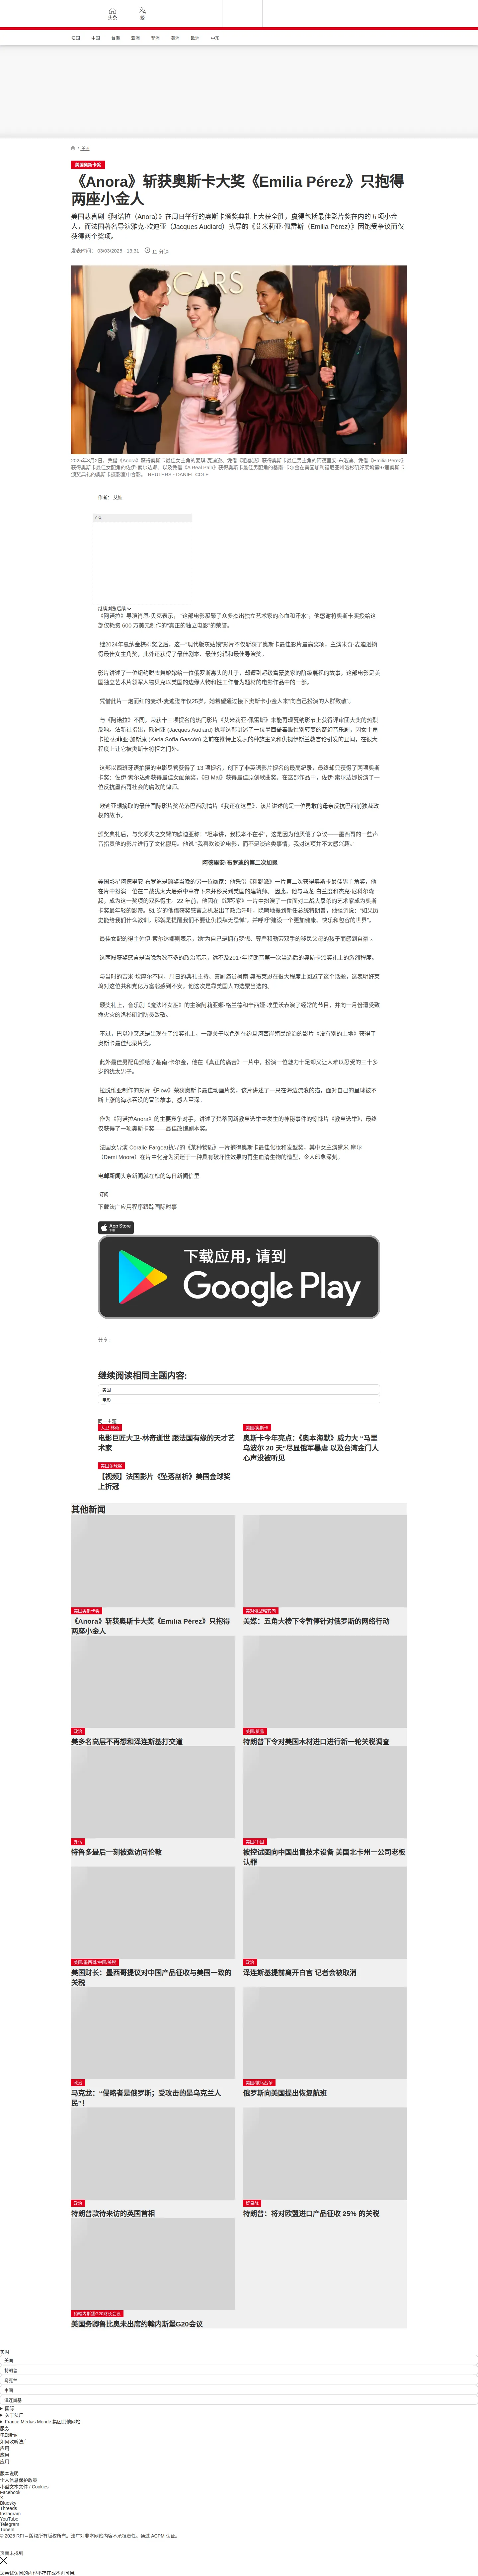 头条
繁
法国
中国
台海
亚洲
非洲
美洲
欧洲
中东
/ 美洲
美国奥斯卡奖
《Anora》斩获奥斯卡大奖《Emilia Pérez》只抱得
两座小金人
美国悲喜剧《阿诺拉（Anora）》在周日举行的奥斯卡颁奖典礼上大获全胜，赢得包括最佳影片奖在内的五项小金
人，而法国著名导演雅克·欧迪亚（Jacques Audiard）执导的《艾米莉亚·佩雷斯（Emilia Pérez）》因饱受争议而仅
获得两个奖项。
发表时间： 03/03/2025 - 13:31
11 分钟
OSCARS
2025年3月2日，凭借《Anora》获得奥斯卡最佳女主角的麦琪·麦迪逊、凭借《粗暴派》获得奥斯卡最佳男主角的阿德里安·布洛迪、凭借《Emilia Perez》
获得奥斯卡最佳女配角的佐伊·索尔达娜，以及凭借《A Real Pain》获得奥斯卡最佳男配角的基南·卡尔金在美国加利福尼亚州洛杉矶好莱坞第97届奥斯卡
颁奖典礼的奥斯卡摄影室中合影。 REUTERS - DANIEL COLE
作者： 艾娅
广告
继续浏览后续
《阿诺拉》导演肖恩·贝克表示， “这部电影凝聚了众多杰出独立艺术家的心血和汗水”，他感谢将奥斯卡奖授给这
部仅耗资 600 万美元制作的“真正的独立电影”的荣誉。
继2024年戛纳金棕榈奖之后，这一“现代版灰姑娘”影片不仅斩获了奥斯卡最佳影片最高奖项，主演米奇·麦迪逊摘
得最佳女主角奖，此外还获得了最佳剧本、最佳剪辑和最佳导演奖。
影片讲述了一位纽约脱衣舞娘嫁给一位俄罗斯寡头的儿子，却遭到超级富豪婆家的阶级蔑视的故事，这部电影是美
国独立艺术片领军人物贝克以美国的边缘人物和性工作者为题材的电影作品中的一部。
凭借此片一炮而红的麦琪·麦迪逊年仅25岁，她希望通过接下奥斯卡小金人来“向自己扮演的人群致敬”。
与《阿诺拉》不同，荣获十三项提名的热门影片《艾米莉亚·佩雷斯》未能再现戛纳影节上获得评审团大奖的热烈
反响。法新社指出，欧迪亚 (Jacques Audiard) 执导这部讲述了一位墨西哥毒贩性别转变的奇幻音乐剧，因女主角
卡拉·索菲亚·加斯康 (Karla Sofía Gascón) 之前在推特上发表的种族主义和仇视伊斯兰教言论引发的丑闻，在很大
程度上让它被奥斯卡将拒之门外。
这部以西班牙语拍摄的电影尽管获得了 13 项提名，创下了非英语影片提名的最高纪录，最终却只获得了两项奥斯
卡奖：佐伊·索尔达娜获得最佳女配角奖，《El Mal》获得最佳原创歌曲奖。在这部作品中，佐伊·索尔达娜扮演了一
位反抗墨西哥社会的腐败的律师。
欧迪亚想摘取的最佳国际影片奖花落巴西剧情片《我还在这里》。该片讲述的是一位勇敢的母亲反抗巴西前独裁政
权的故事。
颁奖典礼后，与奖项失之交臂的欧迪亚称: “坦率讲，我根本不在乎”，这是因为他厌倦了争议——墨西哥的一些声
音指责他的影片进行了文化挪用。他说 “我喜欢谈论电影，而不是谈这类事情，我对这项并不太感兴趣。”
阿德里安·布罗迪的第二次加冕
美国影星阿德里安·布罗迪是颁奖当晚的另一位赢家：他凭借《粗野派》一片第二次获得奥斯卡最佳男主角奖，他
在片中扮演一位在二战犹太大屠杀中幸存下来并移民到美国的建筑师。 因此，他与马龙·白兰度和杰克·尼科尔森一
起，成为这一奖项的双料得主。22 年前，他因在《钢琴家》一片中扮演了一位面对二战大屠杀的艺术家成为奥斯
卡奖最年轻的影帝。51 岁的他借获奖感言之机发出了政治呼吁，隐晦地提到新任总统特朗普，他强调说：“如果历
史能给我们什么教训，那就是提醒我们不要让仇恨肆无忌惮”，并呼吁“建设一个更加健康、快乐和包容的世界”。
最佳女配的得主佐伊·索尔达娜则表示，她“为自己是拥有梦想、尊严和勤劳双手的移民父母的孩子而感到自豪”。
这两段获奖感言是当晚为数不多的政治暗示，远不及2017年特朗普第一次当选后的奥斯卡颁奖礼上的激烈程度。
与当时的吉米·坎摩尔不同，周日的典礼主持、喜剧演员柯南·奥布莱恩在很大程度上回避了这个话题，这表明好莱
坞对这位共和党亿万富翁感到不安，他这次是靠美国人的选票当选的。
颁奖礼上，音乐剧《魔法坏女巫》的主演阿莉亚娜·格兰德和辛西娅·埃里沃表演了经常的节目，并向一月份遭受致
命火灾的洛杉矶消防员致敬。
不过，巴以冲突还是出现在了颁奖礼上，一部关于以色列在约旦河西岸殖民统治的影片《没有别的土地》获得了
奥斯卡最佳纪录片奖。
此外最佳男配角颁给了基南·卡尔金，他在《真正的痛苦》一片中，扮演一位魅力十足却又让人难以忍受的三十多
岁的犹太男子。
拉脱维亚制作的影片《Flow》荣获奥斯卡最佳动画片奖。该片讲述了一只在海边流浪的猫，面对自己的星球被不
断上涨的海水吞没的冒险故事，感人至深。
作为《阿诺拉Anora》的主要竞争对手，讲述了梵蒂冈新教皇选举中发生的神秘事件的惊悚片《教皇选举》，最终
仅获得了一项奥斯卡奖——最佳改编剧本奖。
法国女导演 Coralie Fargeat执导的《某种物质》一片摘得奥斯卡最佳化妆和发型奖，其中女主演黛米·摩尔
（Demi Moore）在片中化身为沉迷于一种具有破坏性效果的再生血清生物的造型，令人印象深刻。
电邮新闻头条新闻就在您的每日新闻信里
订阅
下载法广应用程序跟踪国际时事
App Store
下载应用，请到
Google Play
分享 :
继续阅读相同主题内容:
美国
电影
同一主题
大卫·林奇
电影巨匠大卫-林奇逝世 跟法国有缘的天才艺
术家
美国/奥斯卡
奥斯卡今年亮点：《奥本海默》威力大 “马里
乌波尔 20 天”尽显俄军暴虐 以及台湾金门人
心声没被听见
美国金球奖
【视频】法国影片《坠落剖析》美国金球奖
上折冠
其他新闻
美国奥斯卡奖
《Anora》斩获奥斯卡大奖《Emilia Pérez》只抱得
两座小金人
美对俄战略转向
美媒：五角大楼下令暂停针对俄罗斯的网络行动
政治
美多名高层不再想和泽连斯基打交道
美国/贸易
特朗普下令对美国木材进口进行新一轮关税调查
外访
特鲁多最后一刻被邀访问伦敦
美国/中国
被控试图向中国出售技术设备 美国北卡州一公司老板
认罪
美国/墨西哥/中国/关税
美国财长：墨西哥提议对中国产品征收与美国一致的
关税
政治
泽连斯基提前离开白宫 记者会被取消
政治
马克龙：“侵略者是俄罗斯；受攻击的是乌克兰人
民”！
美国/俄乌战争
俄罗斯向美国提出恢复航班
政治
特朗普款待来访的英国首相
贸易战
特朗普：将对欧盟进口产品征收 25% 的关税
约翰内斯堡G20财长会议
美国务卿鲁比奥未出席约翰内斯堡G20会议
实时
美国
特朗普
乌克兰
中国
泽连斯基
国际
关于法广
France Médias Monde 集团其他网站
服务
电邮新闻
如何收听法广
应用
应用
应用
版本说明
个人信息保护政策
小型文本文件 / Cookies
Facebook
X
Bluesky
Threads
Instagram
YouTube
Telegram
TuneIn
© 2025 RFI – 版权所有版权所有。法广对非本网站内容不承担责任。通过 ACPM 认证。
页面未找到
您尝试访问的内容不存在或不再可用。